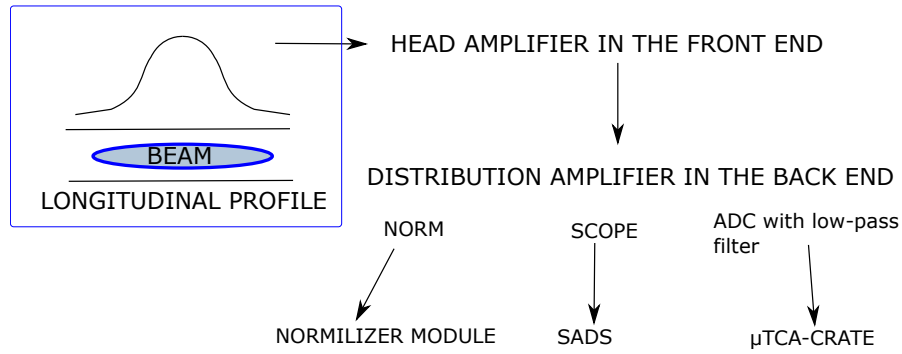 HEAD AMPLIFIER IN THE FRONT END
BEAM
LONGITUDINAL PROFILE
DISTRIBUTION AMPLIFIER IN THE BACK END
NORM
SCOPE
ADC with low-pass
filter
NORMILIZER MODULE
SADS
μTCA-CRATE